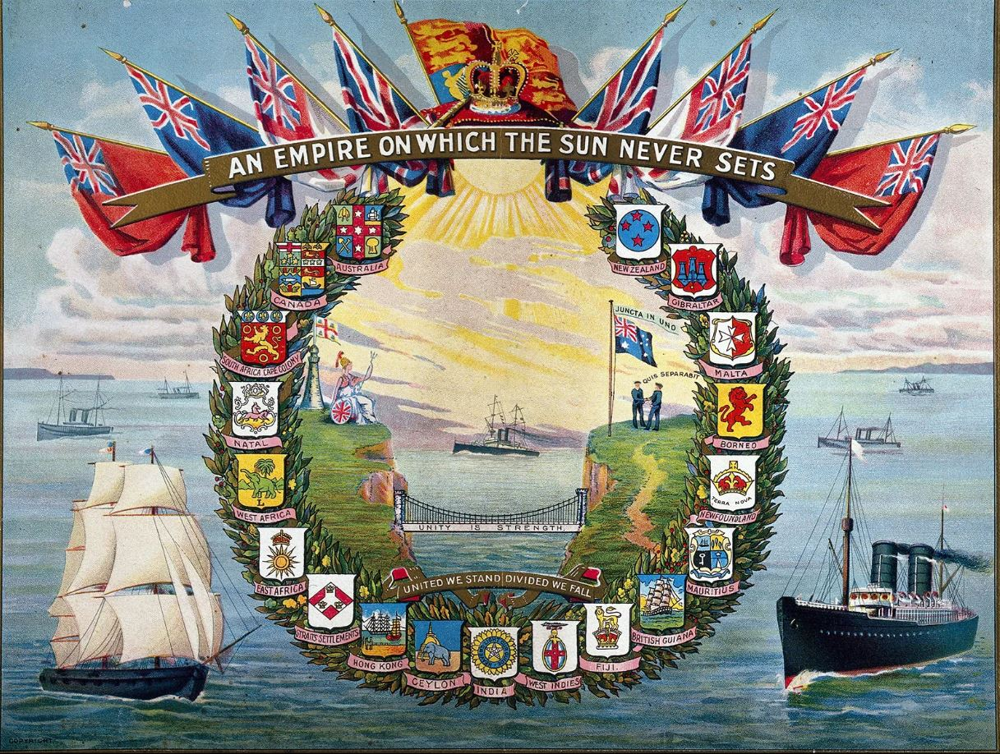 AN EMPIRE ON WHICH THE SUN NEVER SETS
AUSTRALIA
NEW ZEALAND
CANADA
GIBRALTAR
JUNCTA IN UNO
SOUTH AFRICA CAPE COLONY
MALTA
QUIS SEPARABIT
NATAL
BORNEO
WEST AFRICA
L
TERRA NOVA
NEWFOUNDLAND
UNITY IS STRENGTH.
EAST AFRICA
MAURITIUS
UNITED WE STAND DIVIDED WE FALL
STRAITS SETTLEMENTS
BRITISH GUIANA
HONG KONG
CEYLON
INDIA
WEST INDIES
FIJI.
COPYRIGHT.